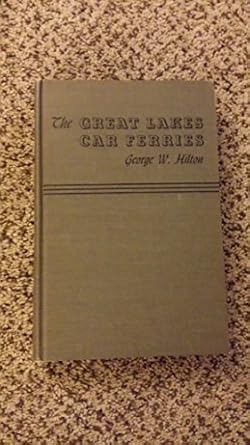 The GREAT LAKES
CAR FERRIES
George W. Hilton